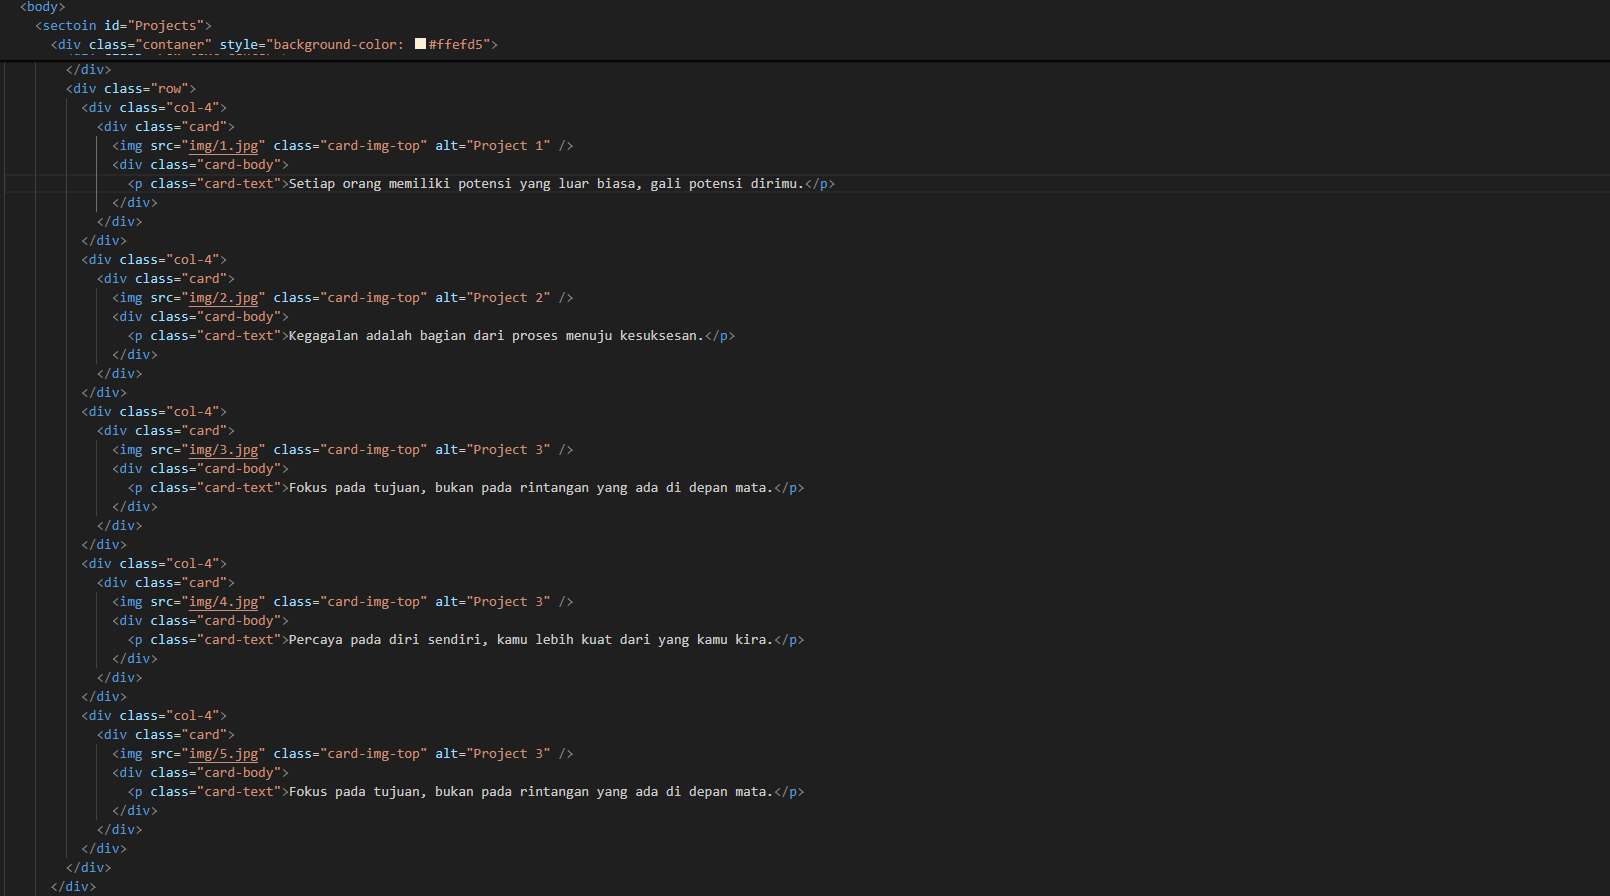 <body>
<sectoin id="Projects">
<div class="contaner" style="background-color: #ffefd5">
</div>
<div class="row">
<div class="col-4">
<div class="card">
<img src="img/1.jpg" class="card-img-top" alt="Project 1" />
<div class="card-body">
<p class="card-text">Setiap orang memiliki potensi yang luar biasa, gali potensi dirimu.</p>
</div>
</div>
</div>
<div class="col-4">
<div class="card">
<img src="img/2.jpg" class="card-img-top" alt="Project 2" />
<div class="card-body">
<p class="card-text">Kegagalan adalah bagian dari proses menuju kesuksesan.</p>
</div>
</div>
</div>
<div class="col-4">
<div class="card">
<img src="img/3.jpg" class="card-img-top" alt="Project 3" />
<div class="card-body">
<p class="card-text">Fokus pada tujuan, bukan pada rintangan yang ada di depan mata.</p>
</div>
</div>
</div>
<div class="col-4">
<div class="card">
<img src="img/4.jpg" class="card-img-top" alt="Project 3" />
<div class="card-body">
<p class="card-text">Percaya pada diri sendiri, kamu lebih kuat dari yang kamu kira.</p>
</div>
</div>
</div>
<div class="col-4">
<div class="card">
<img src="img/5.jpg" class="card-img-top" alt="Project 3" />
<div class="card-body">
<p class="card-text">Fokus pada tujuan, bukan pada rintangan yang ada di depan mata.</p>
</div>
</div>
</div>
</div>
</div>